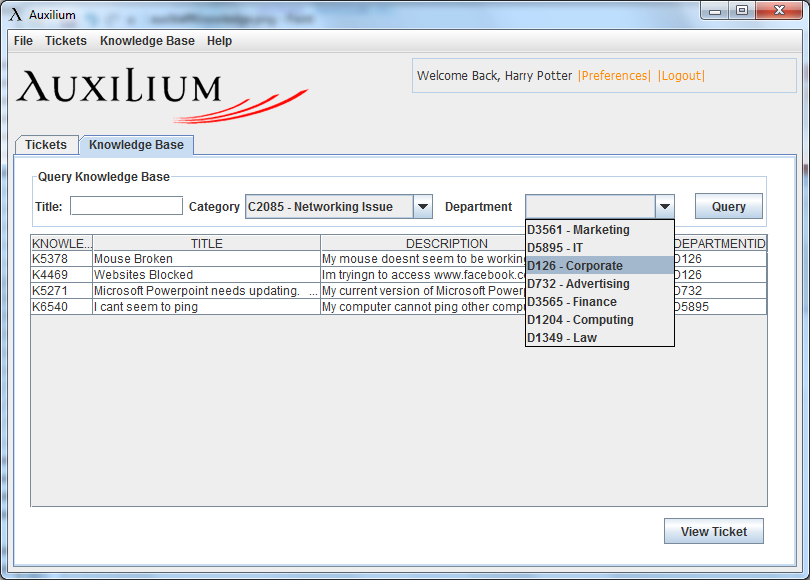 Auxilium
File Tickets Knowledge Base Help
AUXILIUM
Welcome Back, Harry Potter |Preferences| |Logout|
Tickets Knowledge Base
Query Knowledge Base
Title: Category C2085 - Networking Issue Department Query
D3561 - Marketing
D5895 - IT
D126 - Corporate
D732 - Advertising
D3565 - Finance
D1204 - Computing
D1349 - Law
KNOWLE... TITLE DESCRIPTION DEPARTMENTID
K5378 Mouse Broken My mouse doesnt seem to be working D126
K4469 Websites Blocked Im tryingn to access www.facebook.co D126
K5271 Microsoft Powerpoint needs updating. ... My current version of Microsoft Powerp D732
K6540 I cant seem to ping My computer cannot ping other compu D5895
View Ticket